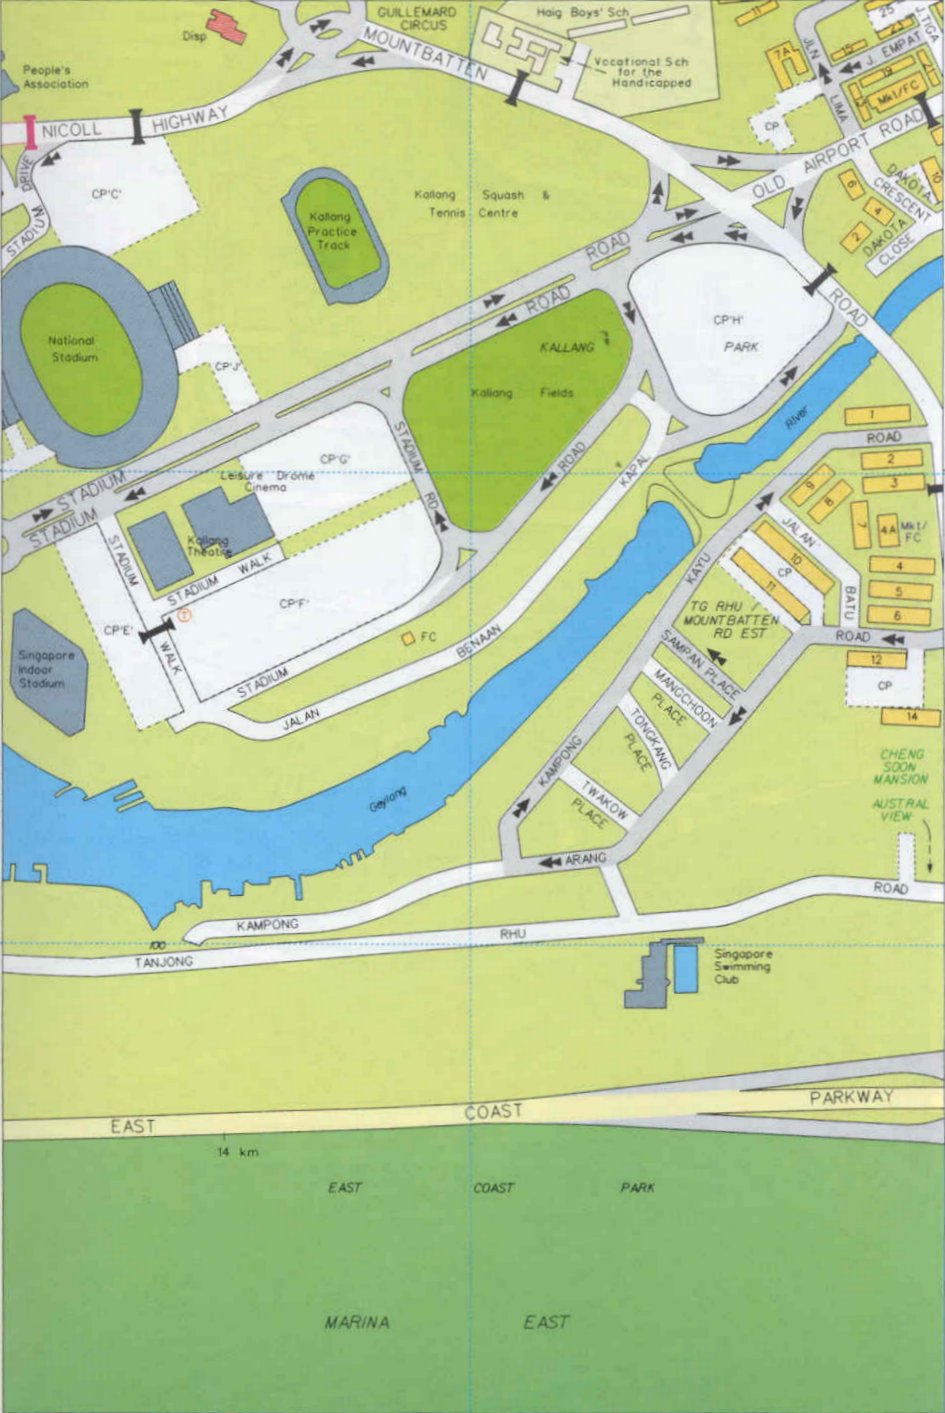 GUILLEMARD
CIRCUS
Haig Boys' Sch
Disp
MOUNTBATTEN
Vocational Sch
for the
Handicapped
People's
Association
NICOLL HIGHWAY
STADIUM DRIVE
CP'C'
11
25
23
J. TIGA
J. EMPAT
15
7A
19
7
Mkt/FC
JLN LIMA
CP
OLD AIRPORT ROAD
DAKOTA
CRESCENT
10
6
4
2
DAKOTA
CLOSE
Kallang Squash &
Tennis Centre
Kallang
Practice
Track
ROAD
ROAD
ROAD
National
Stadium
CP'J'
CP'H'
PARK
KALLANG
Kallang Fields
River
STADIUM RD
ROAD
KAPAL
CP'G'
Leisure Drome
Cinema
STADIUM
STADIUM
Kallang
Theatre
STADIUM WALK
STADIUM WALK
CP'F'
CP'E'
T
FC
STADIUM
JALAN BENAAN
Singapore
Indoor
Stadium
1
ROAD
2
3
9
8
7
4A
Mkt/
FC
4
5
6
JALAN BATU
10
CP
11
KAYU
TG RHU /
MOUNTBATTEN
RD EST
ROAD
12
CP
14
SAMPAN PLACE
MANGCHOON
PLACE
TONGKANG
PLACE
TWAKOW
PLACE
KAMPONG
CHENG
SOON
MANSION
AUSTRAL
VIEW
Geylang
ARANG
KAMPONG
ROAD
100
TANJONG RHU
Singapore
Swimming
Club
EAST COAST PARKWAY
14 km
EAST COAST PARK
MARINA EAST